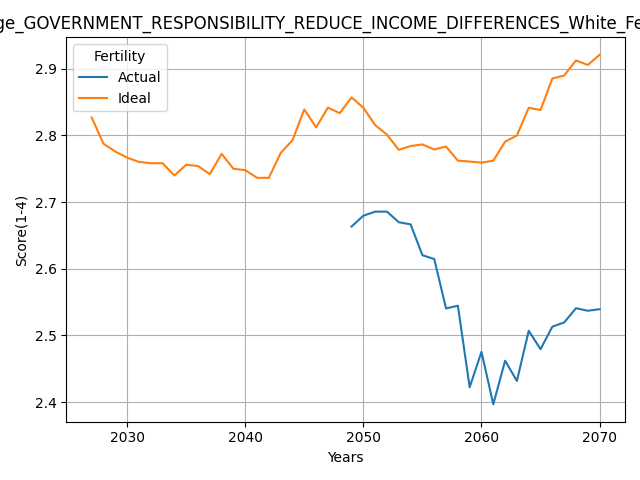 ge_GOVERNMENT_RESPONSIBILITY_REDUCE_INCOME_DIFFERENCES_White_Fe
Fertility
Actual
Ideal
2.9
2.8
2.7
2.6
2.5
2.4
Score(1-4)
2030 2040 2050 2060 2070
Years